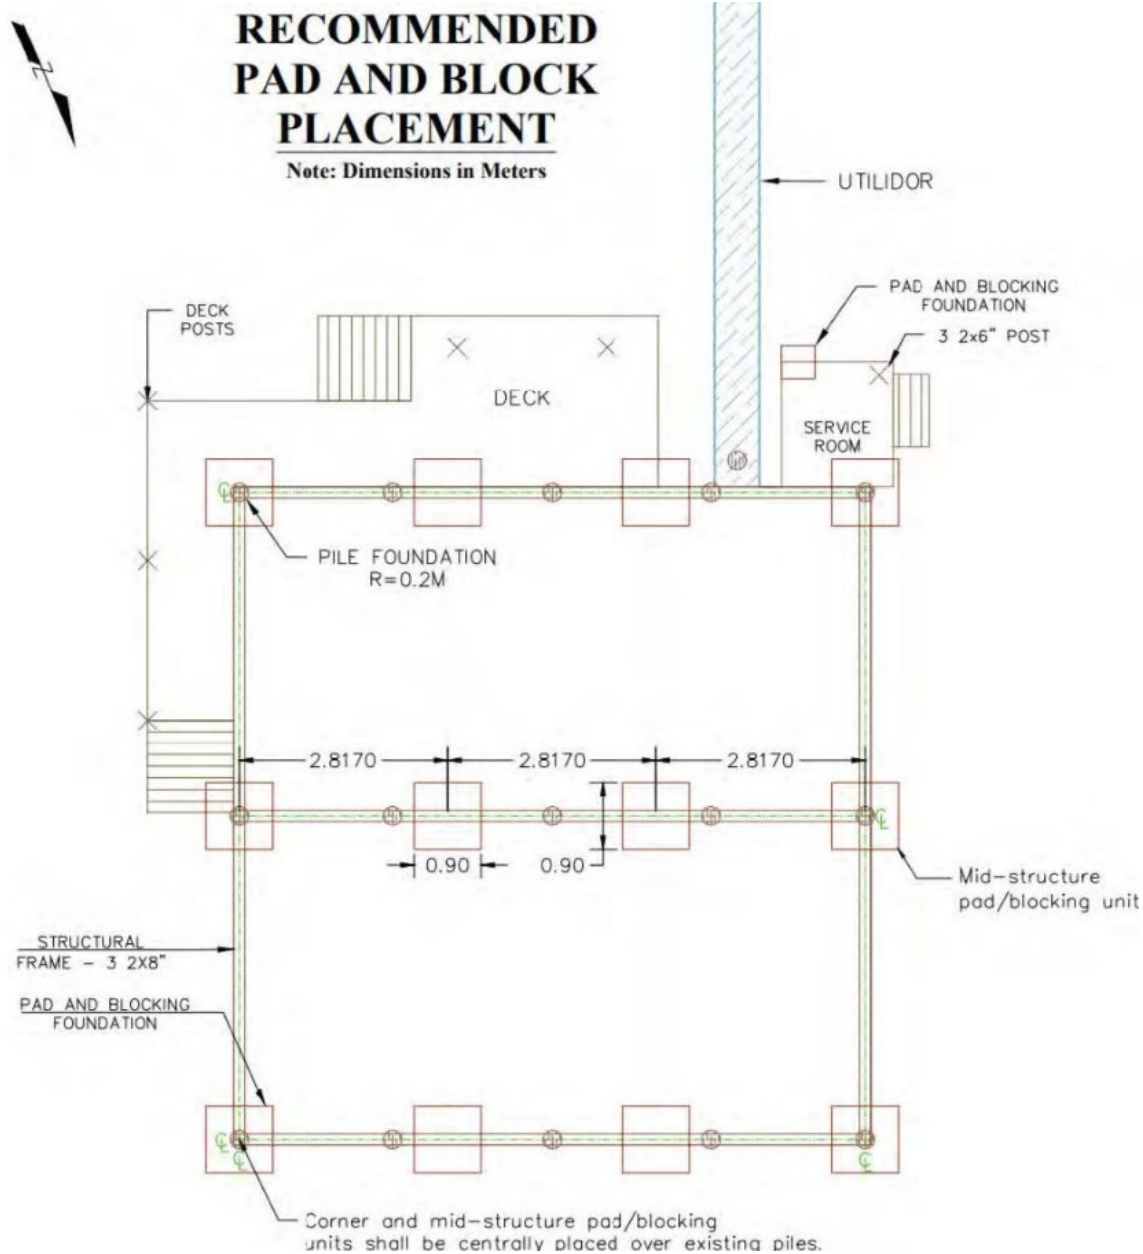 RECOMMENDED
PAD AND BLOCK
PLACEMENT
Note: Dimensions in Meters
N
UTILIDOR
DECK
POSTS
PAD AND BLOCKING
FOUNDATION
3 2x6" POST
DECK
SERVICE
ROOM
℄
PILE FOUNDATION
R=0.2M
2.8170
2.8170
2.8170
℄
0.90
0.90
Mid-structure
pad/blocking unit
STRUCTURAL
FRAME - 3 2X8"
PAD AND BLOCKING
FOUNDATION
℄
℄
℄
Corner and mid-structure pad/blocking
units shall be centrally placed over existing piles.